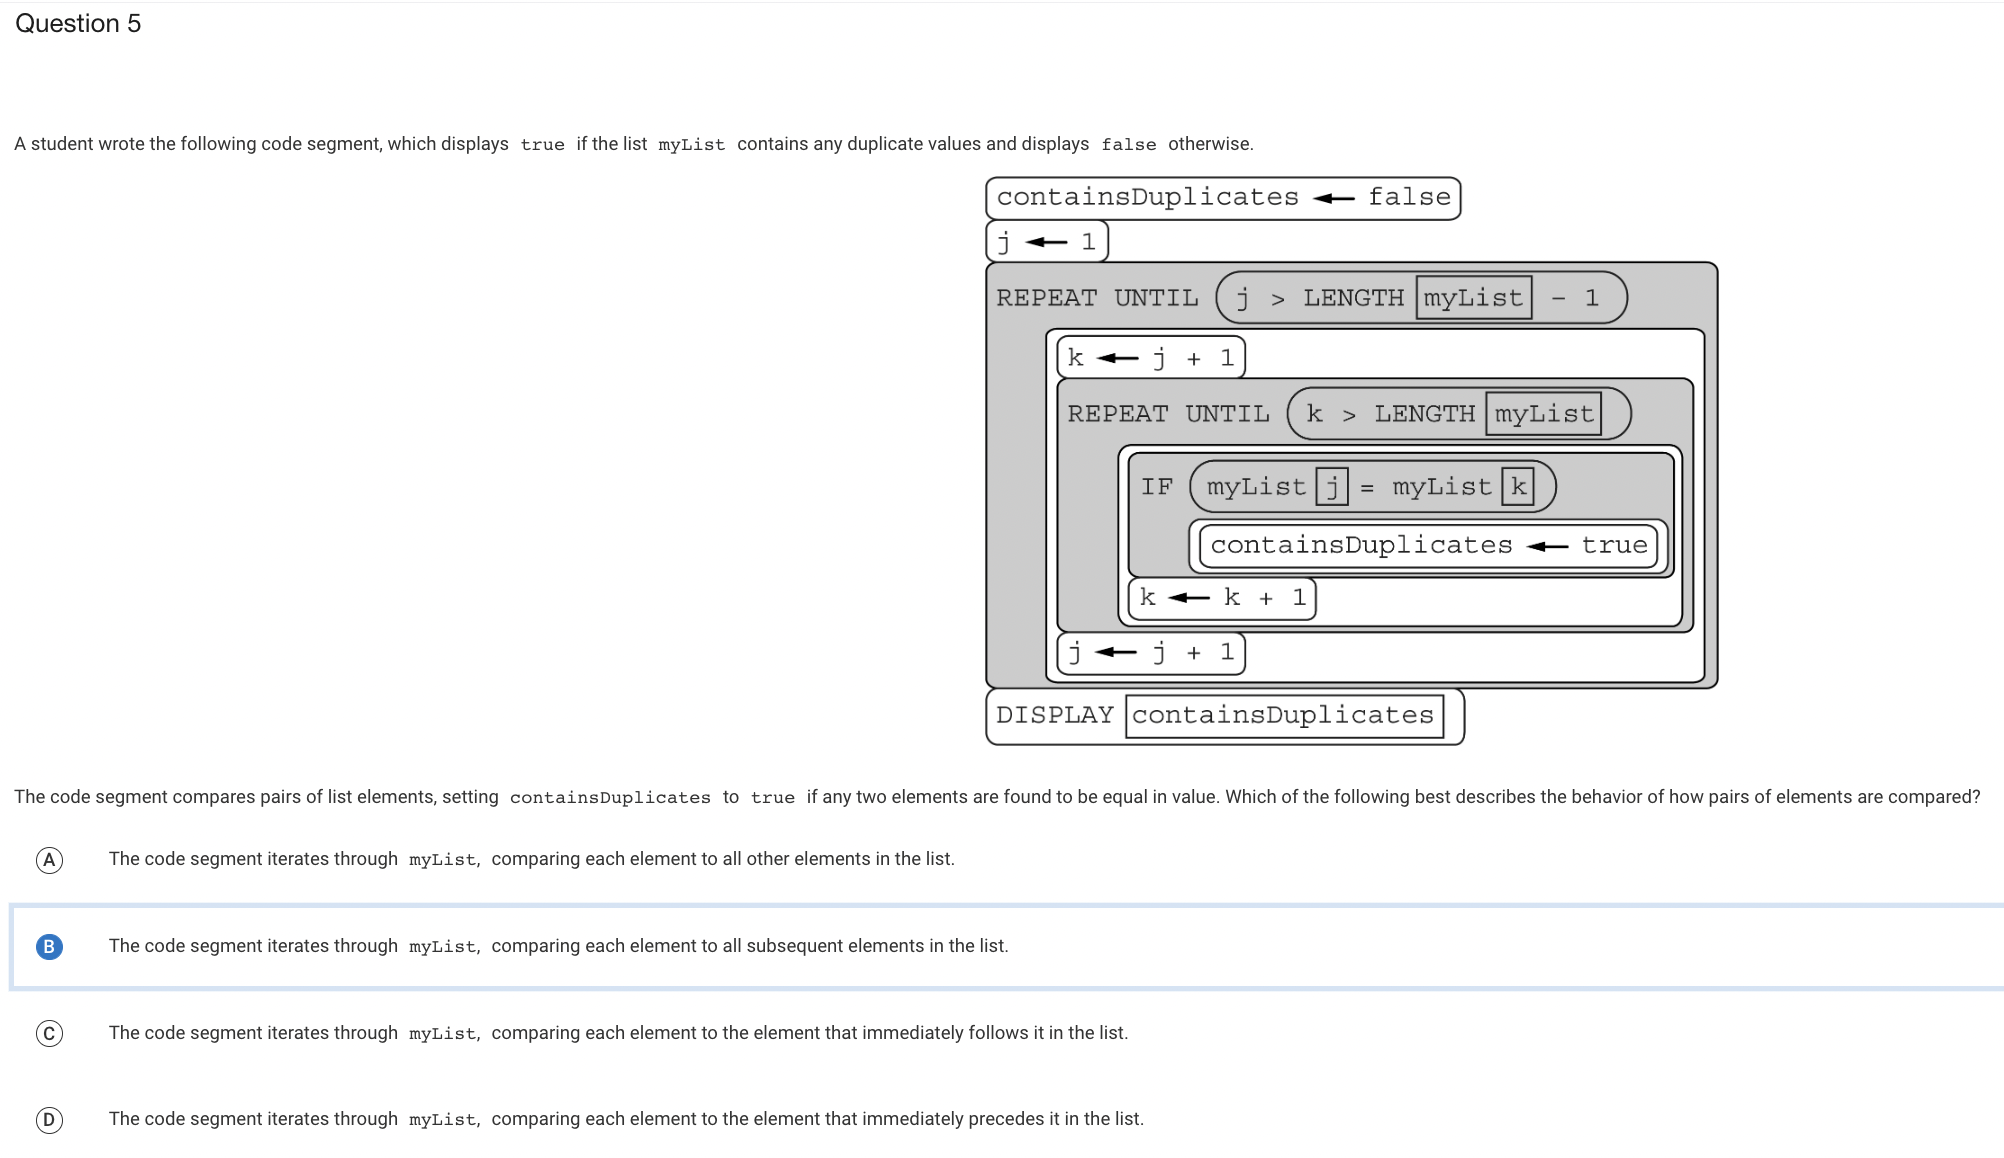 Question 5
A student wrote the following code segment, which displays true if the list myList contains any duplicate values and displays false otherwise.
containsDuplicates ← false
j ← 1
REPEAT UNTIL j > LENGTH myList - 1
k ← j + 1
REPEAT UNTIL k > LENGTH myList
IF myList j = myList k
containsDuplicates ← true
k ← k + 1
j ← j + 1
DISPLAY containsDuplicates
The code segment compares pairs of list elements, setting containsDuplicates to true if any two elements are found to be equal in value. Which of the following best describes the behavior of how pairs of elements are compared?
A The code segment iterates through myList, comparing each element to all other elements in the list.
B The code segment iterates through myList, comparing each element to all subsequent elements in the list.
C The code segment iterates through myList, comparing each element to the element that immediately follows it in the list.
D The code segment iterates through myList, comparing each element to the element that immediately precedes it in the list.